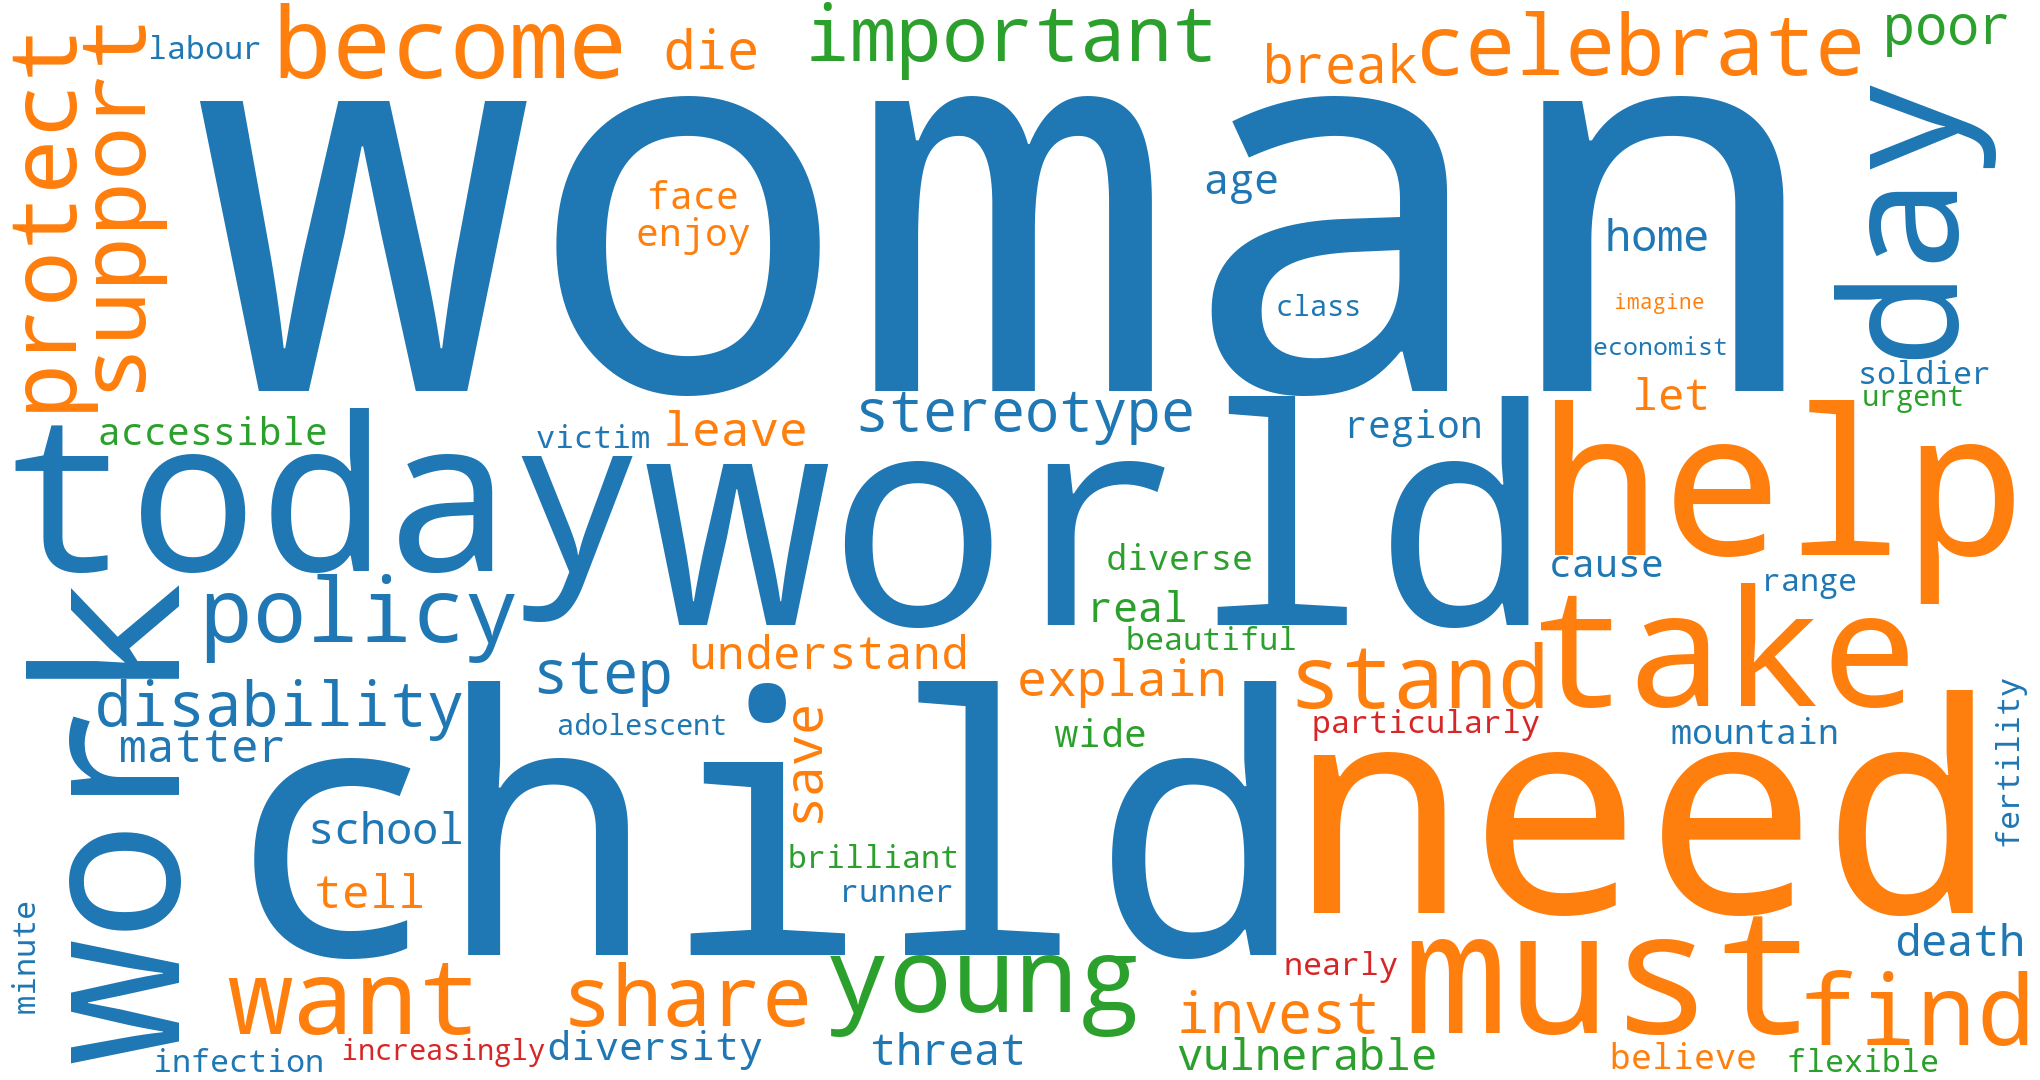 protect
support
labour
become
die
important
break
celebrate
poor
woman
day
face
enjoy
age
home
class
imagine
economist
soldier
urgent
let
accessible
victim
leave
stereotype
region
today
world
help
diverse
cause
range
real
beautiful
policy
work
step
understand
explain
stand
take
disability
matter
adolescent
save
wide
particularly
mountain
fertility
child
need
school
tell
brilliant
runner
minute
want
share
young
nearly
must
death
invest
find
infection
increasingly
diversity
threat
vulnerable
believe
flexible